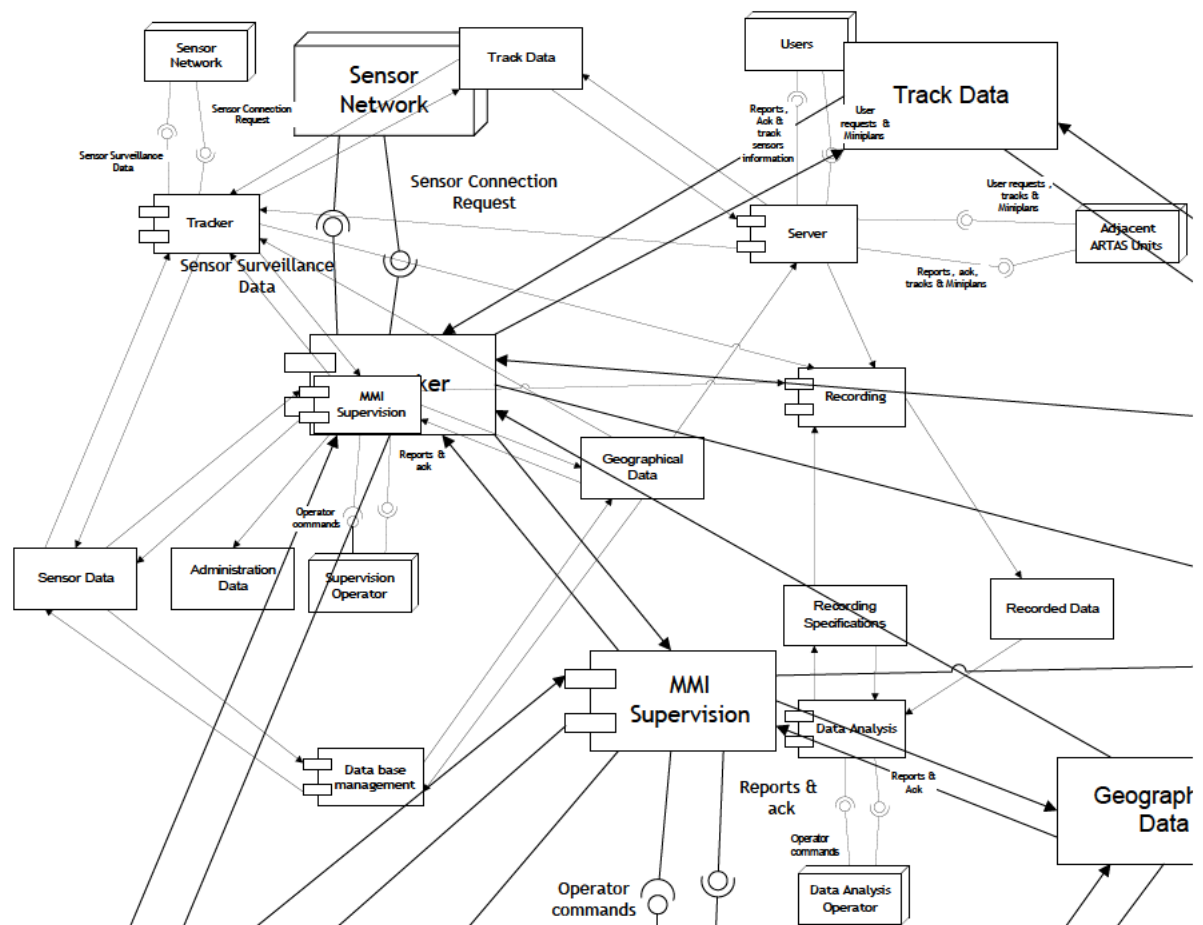 Sensor
Network
Track Data
Users
Sensor
Network
Track Data
Sensor Connection
Request
Reports,
Ack &
track
sensors
information
User
requests &
Miniplans
Sensor Surveillance
Data
Sensor Connection
Request
User requests ,
tracks &
Miniplans
Tracker
Server
Adjacent
ARTAS Units
Sensor Surveillance
Data
Reports, ack,
tracks & Miniplans
ker
MMI
Supervision
Recording
Reports &
ack
Geographical
Data
Operator
commands
Sensor Data
Administration
Data
Supervision
Operator
Recording
Specifications
Recorded Data
MMI
Supervision
Data Analysis
Data base
management
Reports &
ack
Reports &
Ack
Geograph
Data
Operator
commands
Operator
commands
Data Analysis
Operator